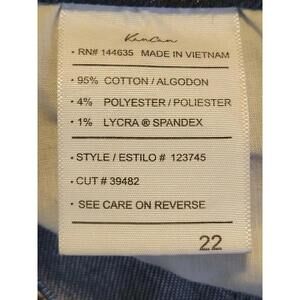 KanCan
• RN# 144635 MADE IN VIETNAM
• 95% COTTON / ALGODON
• 4% POLYESTER / POLIESTER
• 1% LYCRA ® SPANDEX
• STYLE / ESTILO # 123745
• CUT # 39482
• SEE CARE ON REVERSE
22